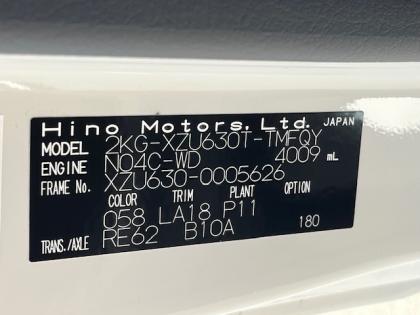 Hino Motors, Ltd. JAPAN
MODEL 2KG-XZU630T-TMFQY
ENGINE N04C-WD 4009 mL
FRAME No. XZU630-0005626
COLOR TRIM PLANT OPTION
058 LA18 P11
TRANS./AXLE RE62 B10A 180